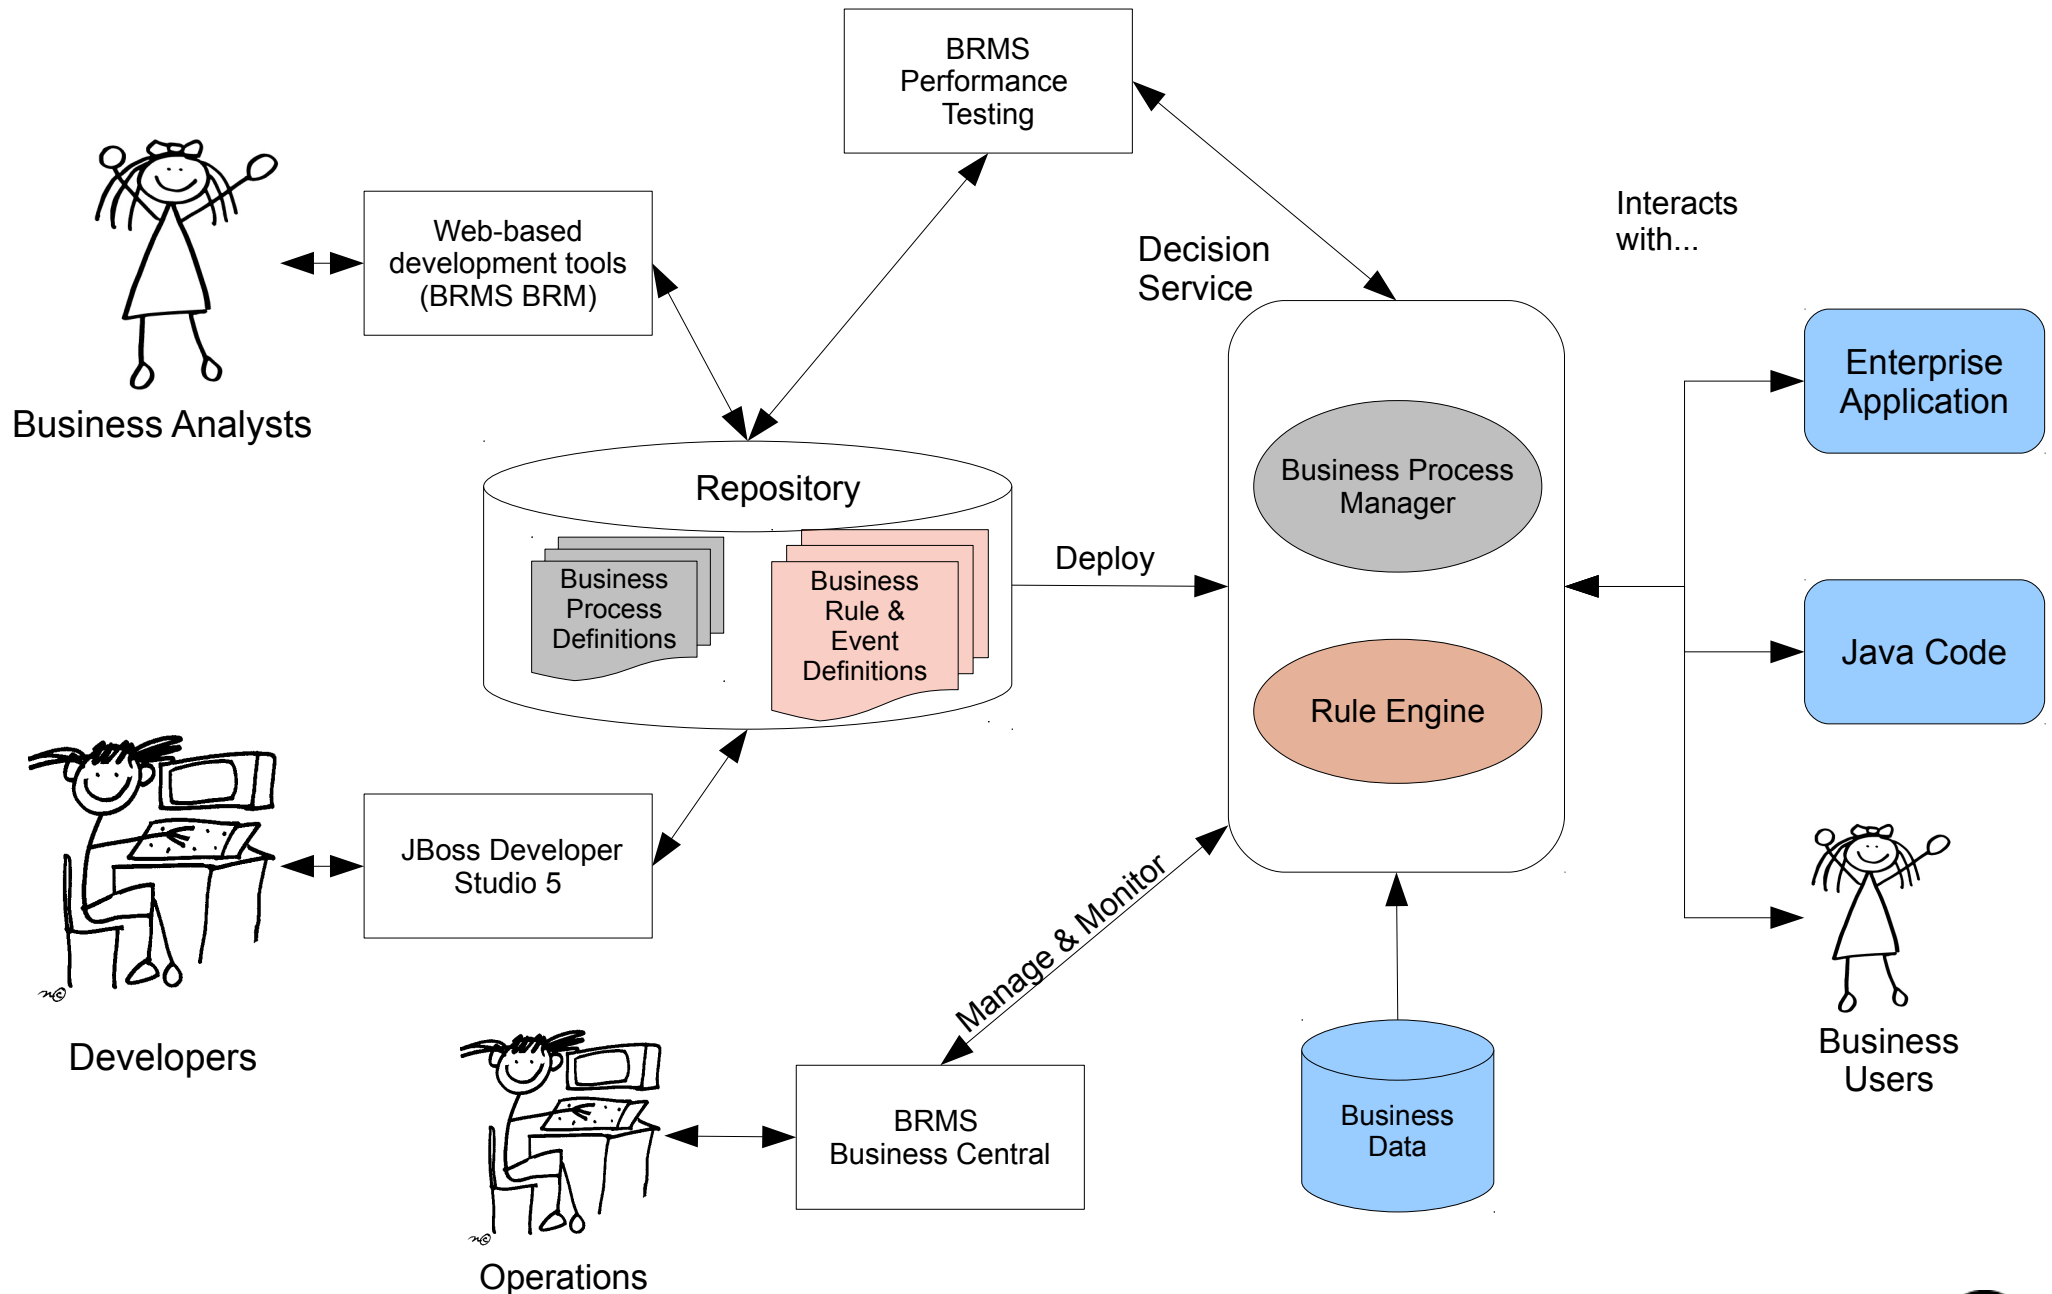 BRMS
Performance
Testing
Web-based
development tools
(BRMS BRM)
Interacts
with...
Decision
Service
Business Analysts
Enterprise
Application
Repository
Business Process
Manager
Deploy
Business
Process
Definitions
Business
Rule &
Event
Definitions
Java Code
Rule Engine
JBoss Developer
Studio 5
Manage & Monitor
Developers
Business
Users
BRMS
Business Central
Business
Data
Operations